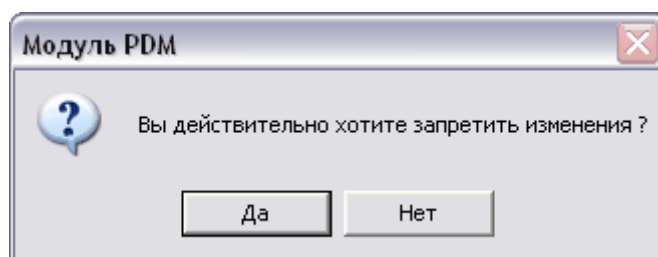 Модуль PDM
Вы действительно хотите запретить изменения ?
Да
Нет